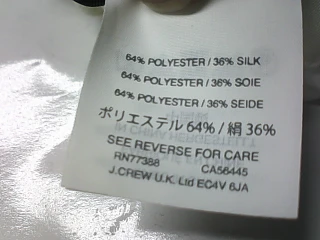 64% POLYESTER / 36% SILK
64% POLYESTER / 36% SOIE
64% POLYESTER / 36% SEIDE
ポリエステル 64% / 絹 36%
SEE REVERSE FOR CARE
RN77388 CA56445
J.CREW U.K. Ltd EC4V 6JA